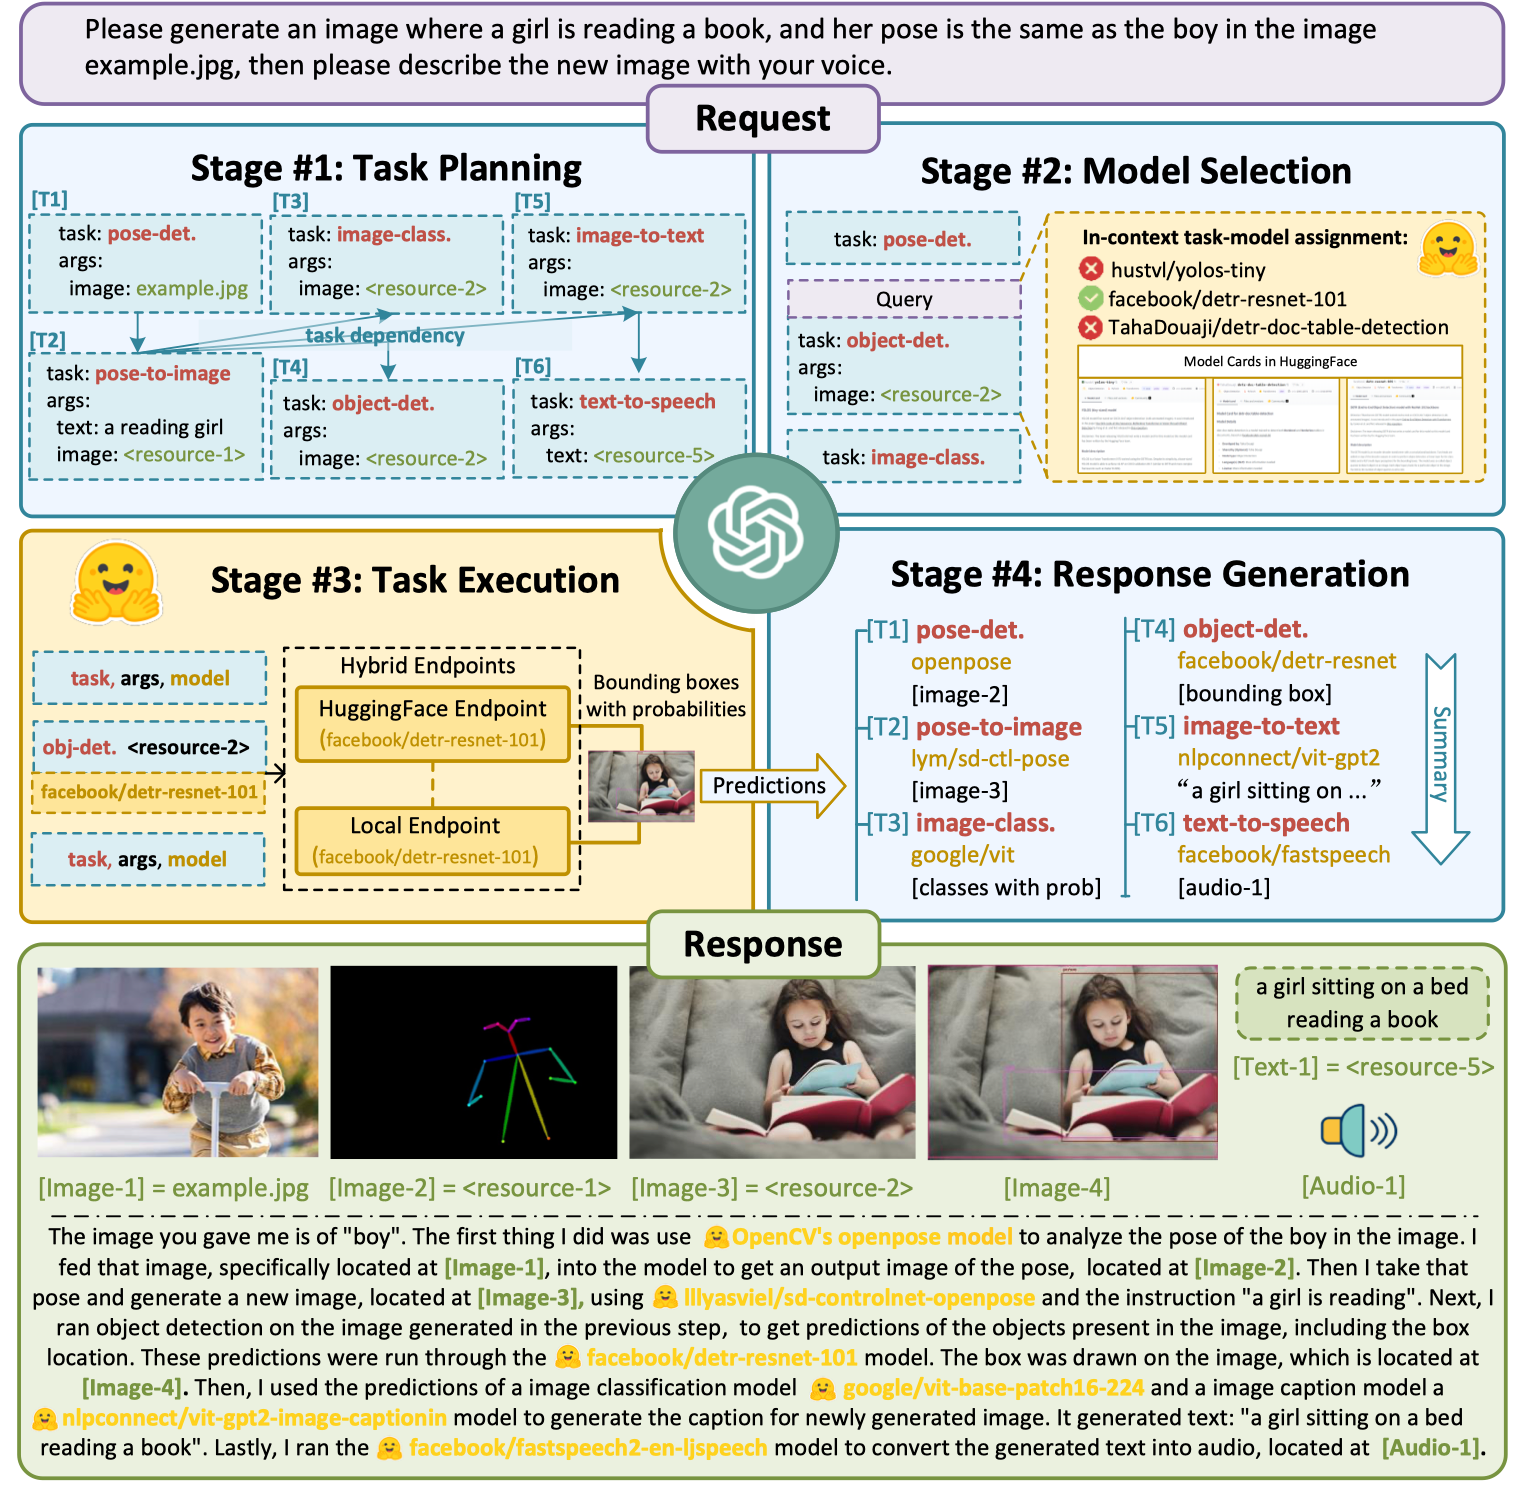 Please generate an image where a girl is reading a book, and her pose is the same as the boy in the image
example.jpg, then please describe the new image with your voice.
Request
Stage #1: Task Planning
[T1]
task: pose-det.
args:
image: example.jpg
[T3]
task: image-class.
args:
image: <resource-2>
[T5]
task: image-to-text
args:
image: <resource-2>
task dependency
[T2]
task: pose-to-image
args:
text: a reading girl
image: <resource-1>
[T4]
task: object-det.
args:
image: <resource-2>
[T6]
task: text-to-speech
args:
text: <resource-5>
Stage #2: Model Selection
task: pose-det.
Query
task: object-det.
args:
image: <resource-2>
task: image-class.
In-context task-model assignment:
hustvl/yolos-tiny
facebook/detr-resnet-101
TahaDouaji/detr-doc-table-detection
Model Cards in HuggingFace
Stage #3: Task Execution
task, args, model
obj-det. <resource-2>
facebook/detr-resnet-101
task, args, model
Hybrid Endpoints
HuggingFace Endpoint
(facebook/detr-resnet-101)
Local Endpoint
(facebook/detr-resnet-101)
Bounding boxes
with probabilities
Predictions
Stage #4: Response Generation
[T1] pose-det.
openpose
[image-2]
[T2] pose-to-image
lym/sd-ctl-pose
[image-3]
[T3] image-class.
google/vit
[classes with prob]
[T4] object-det.
facebook/detr-resnet
[bounding box]
[T5] image-to-text
nlpconnect/vit-gpt2
“a girl sitting on ...”
[T6] text-to-speech
facebook/fastspeech
[audio-1]
Summary
Response
a girl sitting on a bed
reading a book
[Text-1] = <resource-5>
[Image-1] = example.jpg
[Image-2] = <resource-1>
[Image-3] = <resource-2>
[Image-4]
[Audio-1]
The image you gave me is of "boy". The first thing I did was use OpenCV's openpose model to analyze the pose of the boy in the image. I
fed that image, specifically located at [Image-1], into the model to get an output image of the pose, located at [Image-2]. Then I take that
pose and generate a new image, located at [Image-3], using lllyasviel/sd-controlnet-openpose and the instruction "a girl is reading". Next, I
ran object detection on the image generated in the previous step, to get predictions of the objects present in the image, including the box
location. These predictions were run through the facebook/detr-resnet-101 model. The box was drawn on the image, which is located at
[Image-4]. Then, I used the predictions of a image classification model google/vit-base-patch16-224 and a image caption model a
nlpconnect/vit-gpt2-image-captionin model to generate the caption for newly generated image. It generated text: "a girl sitting on a bed
reading a book". Lastly, I ran the facebook/fastspeech2-en-ljspeech model to convert the generated text into audio, located at [Audio-1].